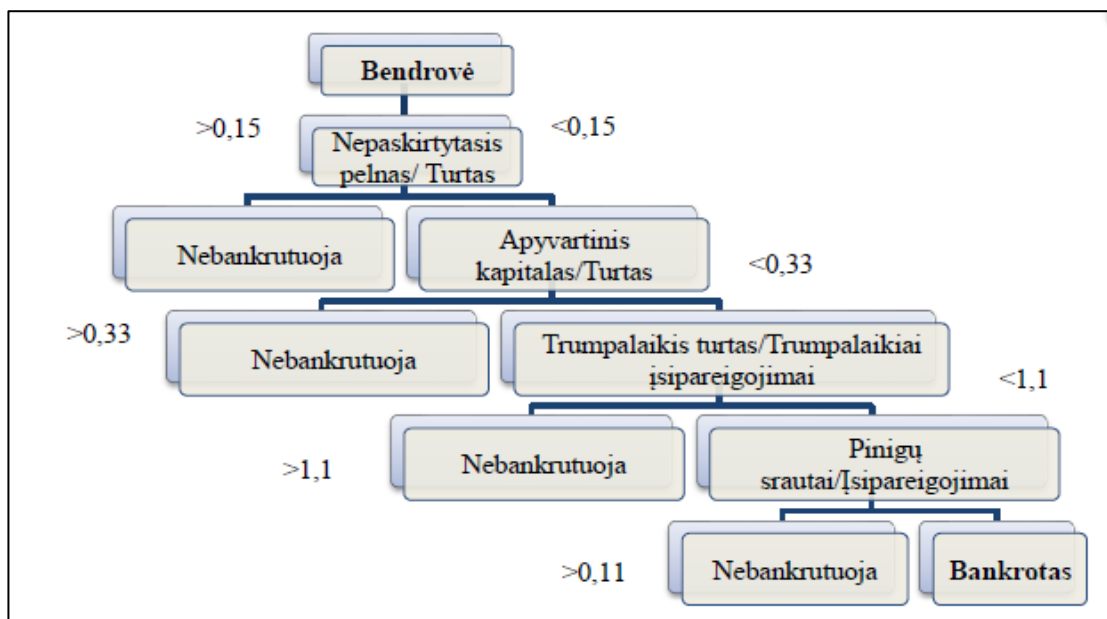 Bendrovė
>0,15
<0,15
Nepaskirtytasis
pelnas/ Turtas
Nebankrutuoja
Apyvartinis
kapitalas/Turtas
<0,33
>0,33
Nebankrutuoja
Trumpalaikis turtas/Trumpalaikiai
įsipareigojimai
<1,1
>1,1
Nebankrutuoja
Pinigų
srautai/Įsipareigojimai
>0,11
Nebankrutuoja
Bankrotas